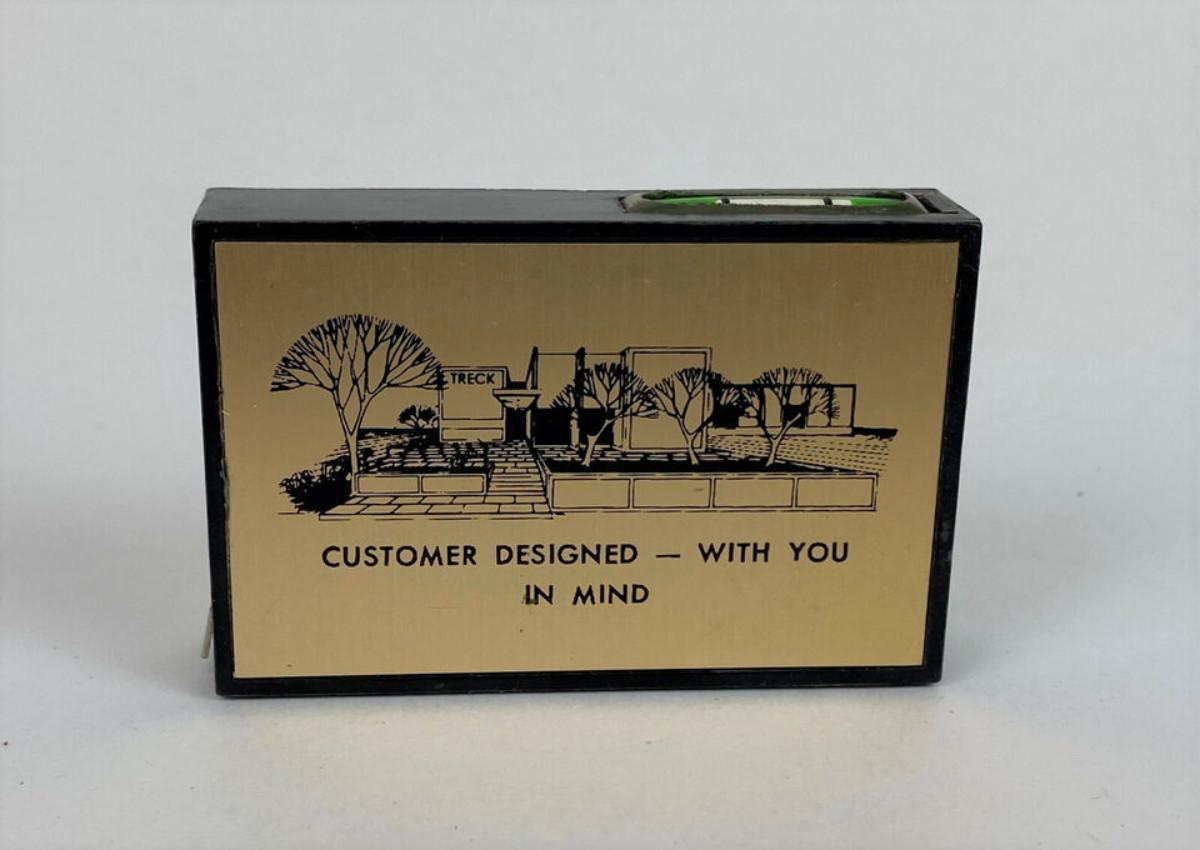 TRECK
CUSTOMER DESIGNED — WITH YOU
IN MIND